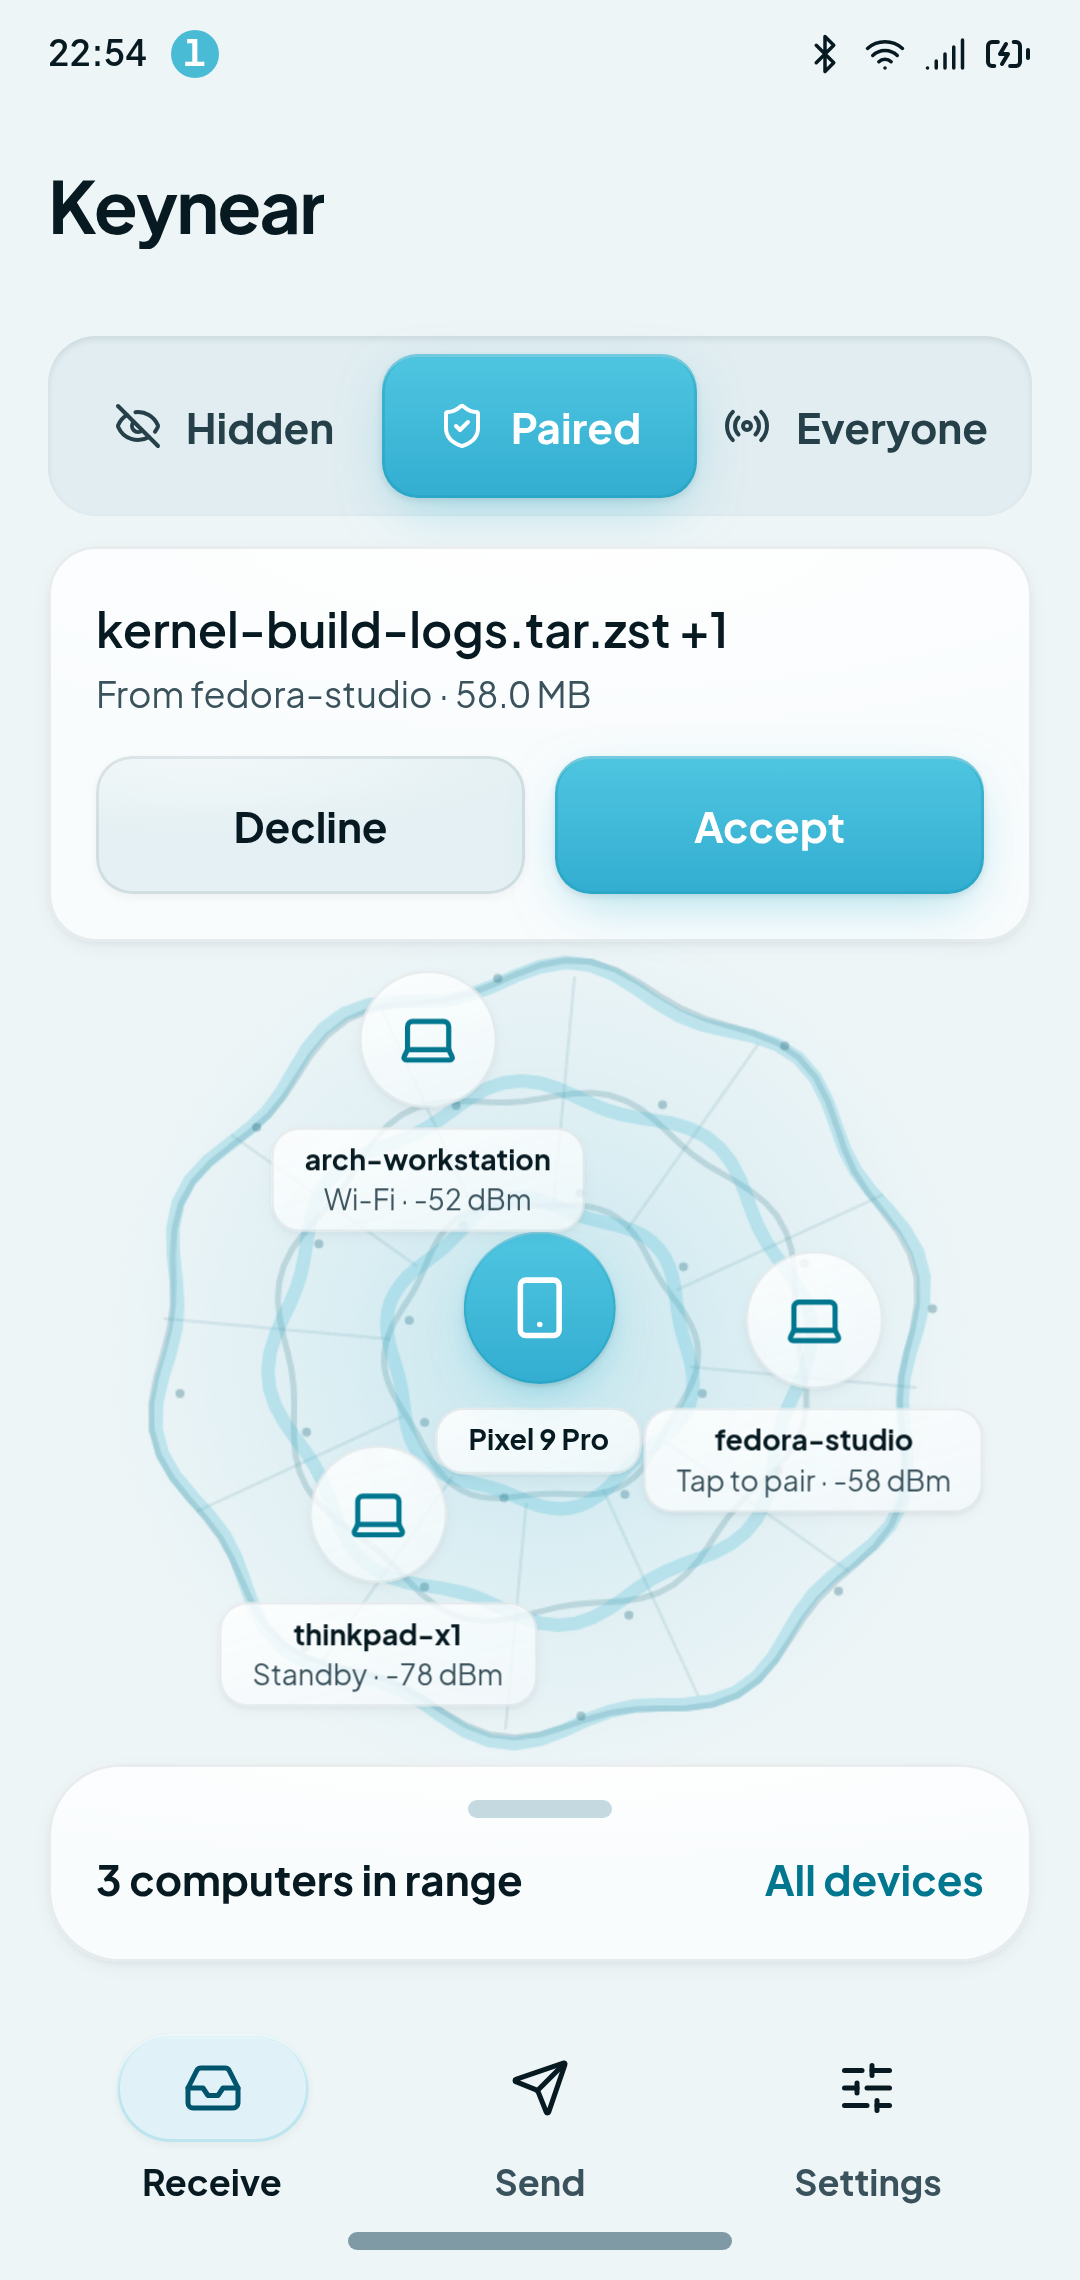 22:54 1
Keynear
Hidden Paired Everyone
kernel-build-logs.tar.zst +1
From fedora-studio · 58.0 MB
Decline Accept
arch-workstation
Wi-Fi · -52 dBm
Pixel 9 Pro
fedora-studio
Tap to pair · -58 dBm
thinkpad-x1
Standby · -78 dBm
3 computers in range All devices
Receive Send Settings